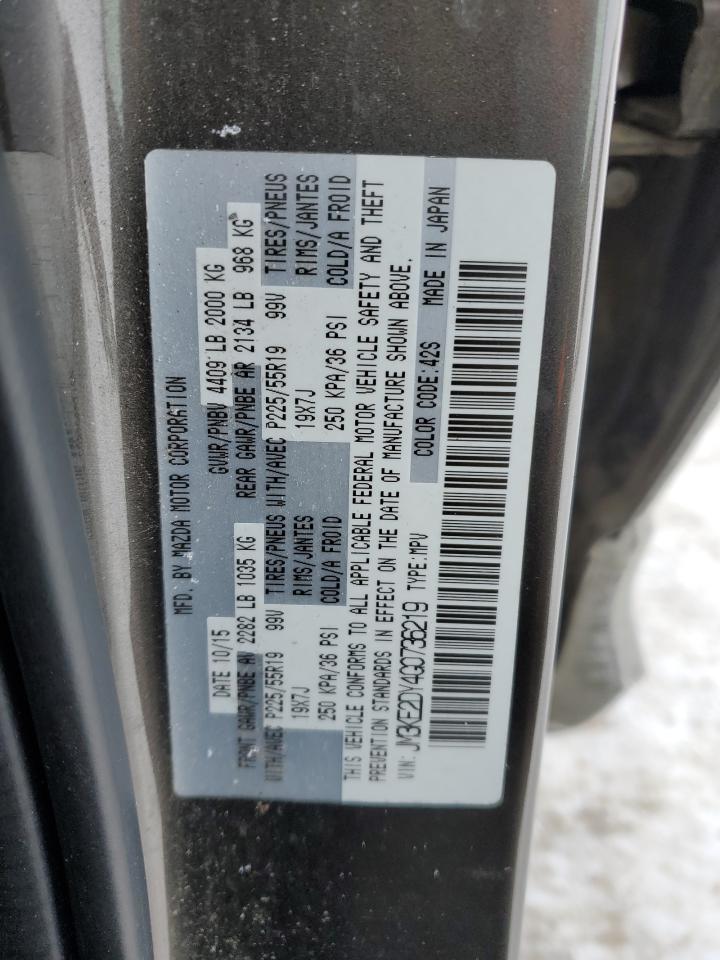 MFD. BY MAZDA MOTOR CORPORATION
DATE 10/15 GVWR/PNBV 4409 LB 2000 KG
FRONT GAWR/PNBE AV 2282 LB 1035 KG REAR GAWR/PNBE AR 2134 LB 968 KG
WITH/AVEC P225/55R19 99V TIRES/PNEUS WITH/AVEC P225/55R19 99V TIRES/PNEUS
19X7J RIMS/JANTES 19X7J RIMS/JANTES
250 KPA/36 PSI COLD/A FROID 250 KPA/36 PSI COLD/A FROID
THIS VEHICLE CONFORMS TO ALL APPLICABLE FEDERAL MOTOR VEHICLE SAFETY AND THEFT
PREVENTION STANDARDS IN EFFECT ON THE DATE OF MANUFACTURE SHOWN ABOVE.
VIN: JM3KE2DY4G0736219 TYPE:MPV COLOR CODE:42S MADE IN JAPAN